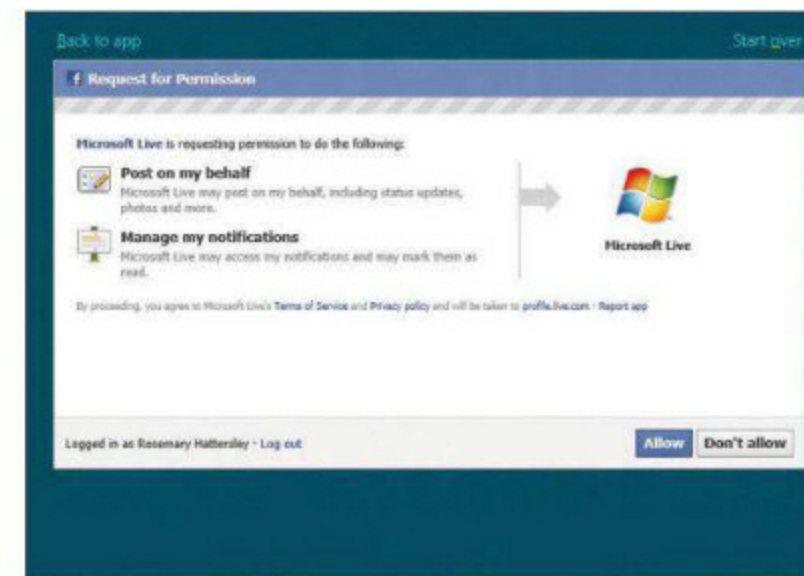 Back to app
Start over
f Request for Permission
Microsoft Live is requesting permission to do the following:
Post on my behalf
Microsoft Live may post on my behalf, including status updates,
photos and more.
Manage my notifications
Microsoft Live may access my notifications and may mark them as
read.
Microsoft Live
By proceeding, you agree to Microsoft Live's Terms of Service and Privacy policy and will be taken to profile.live.com · Report app
Logged in as Rosemary Hattersley · Log out
Allow
Don't allow